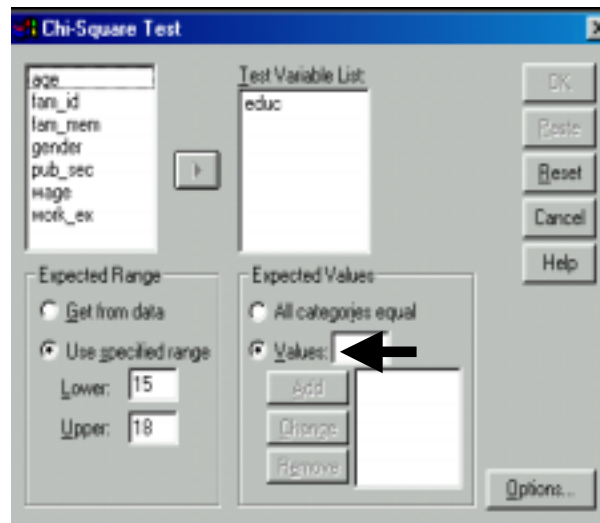 Chi-Square Test
age
fam_id
fam_mem
gender
pub_sec
wage
work_ex
Test Variable List:
educ
OK
Paste
Reset
Cancel
Help
Expected Range
Get from data
Use specified range
Lower: 15
Upper: 18
Expected Values
All categories equal
Values:
Add
Change
Remove
Options...